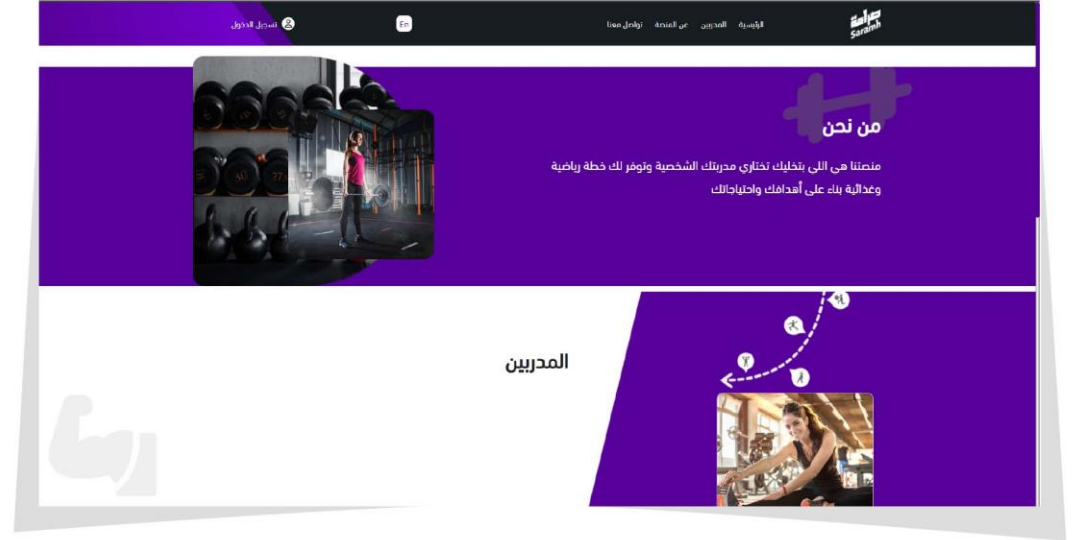 صرامة
Saramh
الرئيسية المدربين عن المنصة تواصل معنا
En
تسجيل الدخول
من نحن
منصتنا هي اللي بتخليك تختاري مدربتك الشخصية وتوفر لك خطة رياضية
وغذائية بناء على أهدافك واحتياجاتك
المدربين